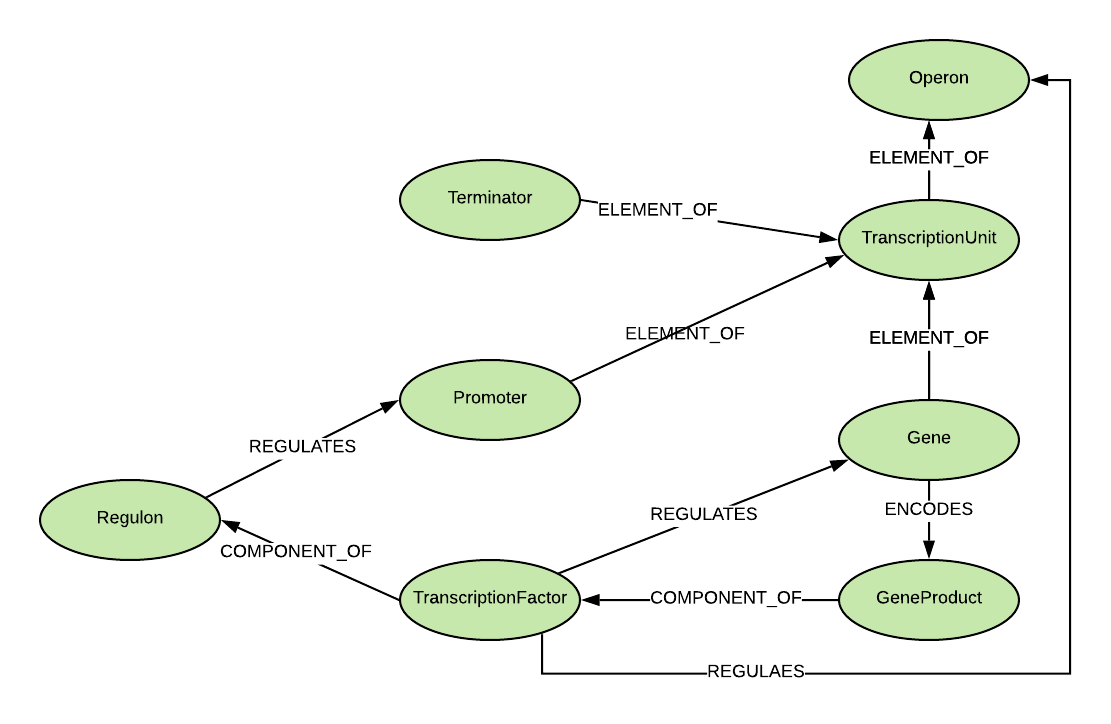 Operon
ELEMENT_OF
Terminator
ELEMENT_OF
TranscriptionUnit
ELEMENT_OF
ELEMENT_OF
Promoter
REGULATES
Gene
REGULATES
ENCODES
Regulon
COMPONENT_OF
TranscriptionFactor
COMPONENT_OF
GeneProduct
REGULAES